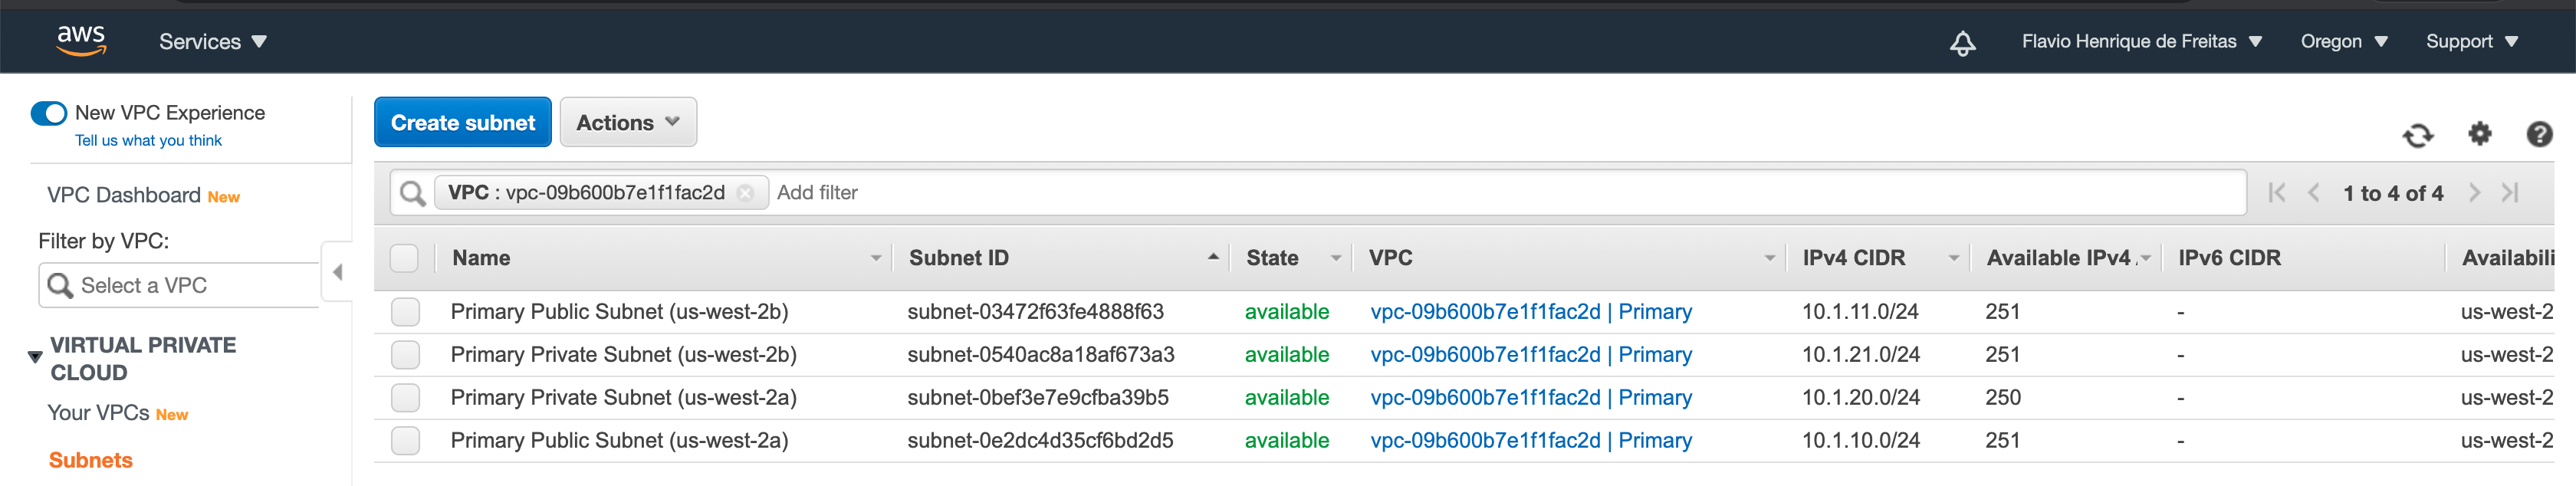 aws Services Flavio Henrique de Freitas Oregon Support
New VPC Experience
Tell us what you think
VPC Dashboard New
Filter by VPC:
Select a VPC
VIRTUAL PRIVATE
CLOUD
Your VPCs New
Subnets
Create subnet Actions
VPC : vpc-09b600b7e1f1fac2d Add filter 1 to 4 of 4
Name Subnet ID State VPC IPv4 CIDR Available IPv4 IPv6 CIDR Availabili
Primary Public Subnet (us-west-2b) subnet-03472f63fe4888f63 available vpc-09b600b7e1f1fac2d | Primary 10.1.11.0/24 251 - us-west-2
Primary Private Subnet (us-west-2b) subnet-0540ac8a18af673a3 available vpc-09b600b7e1f1fac2d | Primary 10.1.21.0/24 251 - us-west-2
Primary Private Subnet (us-west-2a) subnet-0bef3e7e9cfba39b5 available vpc-09b600b7e1f1fac2d | Primary 10.1.20.0/24 250 - us-west-2
Primary Public Subnet (us-west-2a) subnet-0e2dc4d35cf6bd2d5 available vpc-09b600b7e1f1fac2d | Primary 10.1.10.0/24 251 - us-west-2